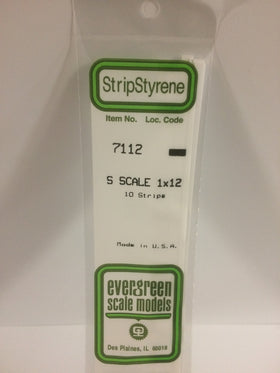 StripStyrene
Item No. Loc. Code
7112
S SCALE 1x12
10 Strips
Made in U.S.A.
evergreen
scale models
Des Plaines, IL 60018